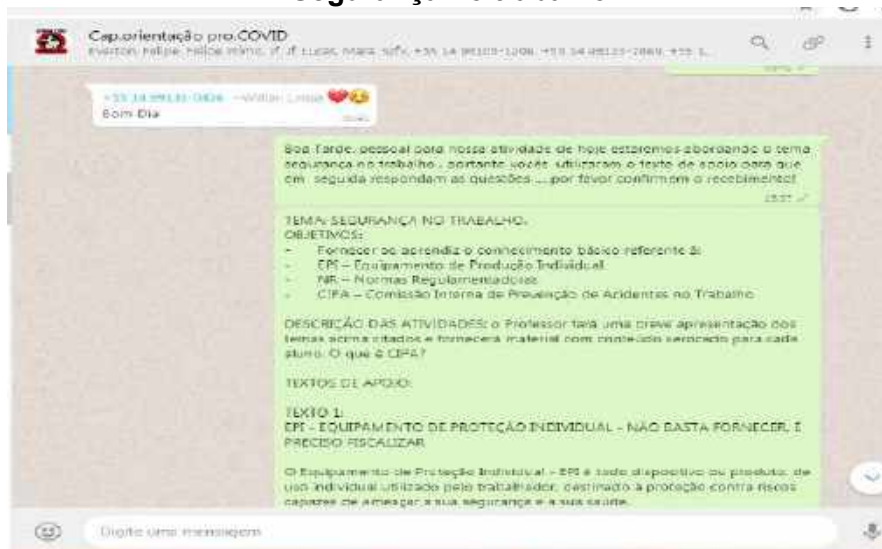 Cap.orientação pro.COVID
Everton, Felipe, Felipe
Bom Dia
Boa Tarde, pessoal para nossa atividade de hoje estaremos abordando o tema
segurança no trabalho, portanto vocês utilizaram o texto de apoio para que
em seguida respondam as questões ....por favor confirmem o recebimento!
TEMA: SEGURANÇA NO TRABALHO.
OBJETIVOS:
- Fornecer ao aprendiz o conhecimento básico referente à:
- EPI – Equipamento de Produção Individual
- NR – Normas Regulamentadoras
- CIPA – Comissão Interna de Prevenção de Acidentes no Trabalho
DESCRIÇÃO DAS ATIVIDADES: o Professor fará uma breve apresentação dos
temas acima citados e fornecerá material com conteúdo para cada
aluno. O que é CIPA?
TEXTOS DE APOIO:
TEXTO 1:
EPI - EQUIPAMENTO DE PROTEÇÃO INDIVIDUAL - NÃO BASTA FORNECER, É
PRECISO FISCALIZAR
O Equipamento de Proteção Individual - EPI é todo dispositivo ou produto, de
uso individual utilizado pelo trabalhador, destinado a proteção contra riscos
capazes de ameaçar a sua segurança e a sua saúde.
Digite uma mensagem